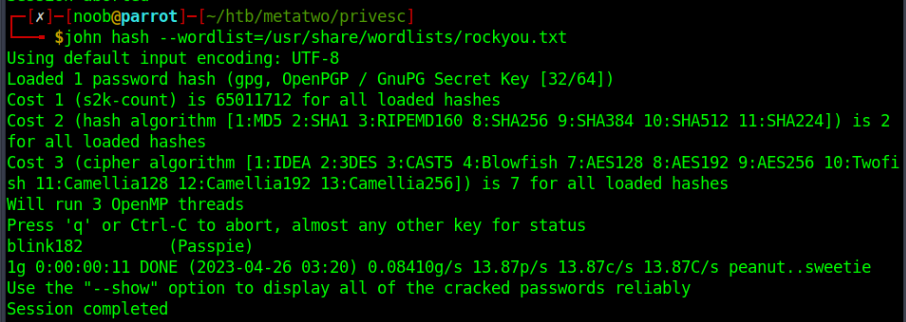 ┌─[✗]─[noob@parrot]─[~/htb/metatwo/privesc]
└──╼ $john hash --wordlist=/usr/share/wordlists/rockyou.txt
Using default input encoding: UTF-8
Loaded 1 password hash (gpg, OpenPGP / GnuPG Secret Key [32/64])
Cost 1 (s2k-count) is 65011712 for all loaded hashes
Cost 2 (hash algorithm [1:MD5 2:SHA1 3:RIPEMD160 8:SHA256 9:SHA384 10:SHA512 11:SHA224]) is 2
for all loaded hashes
Cost 3 (cipher algorithm [1:IDEA 2:3DES 3:CAST5 4:Blowfish 7:AES128 8:AES192 9:AES256 10:Twofi
sh 11:Camellia128 12:Camellia192 13:Camellia256]) is 7 for all loaded hashes
Will run 3 OpenMP threads
Press 'q' or Ctrl-C to abort, almost any other key for status
blink182         (Passpie)
1g 0:00:00:11 DONE (2023-04-26 03:20) 0.08410g/s 13.87p/s 13.87c/s 13.87C/s peanut..sweetie
Use the "--show" option to display all of the cracked passwords reliably
Session completed